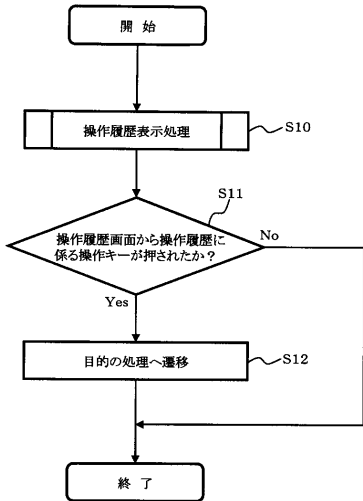 開 始
操作履歴表示処理
S10
S11
操作履歴画面から操作履歴に
係る操作キーが押されたか？
No
Yes
目的の処理へ遷移
S12
終 了